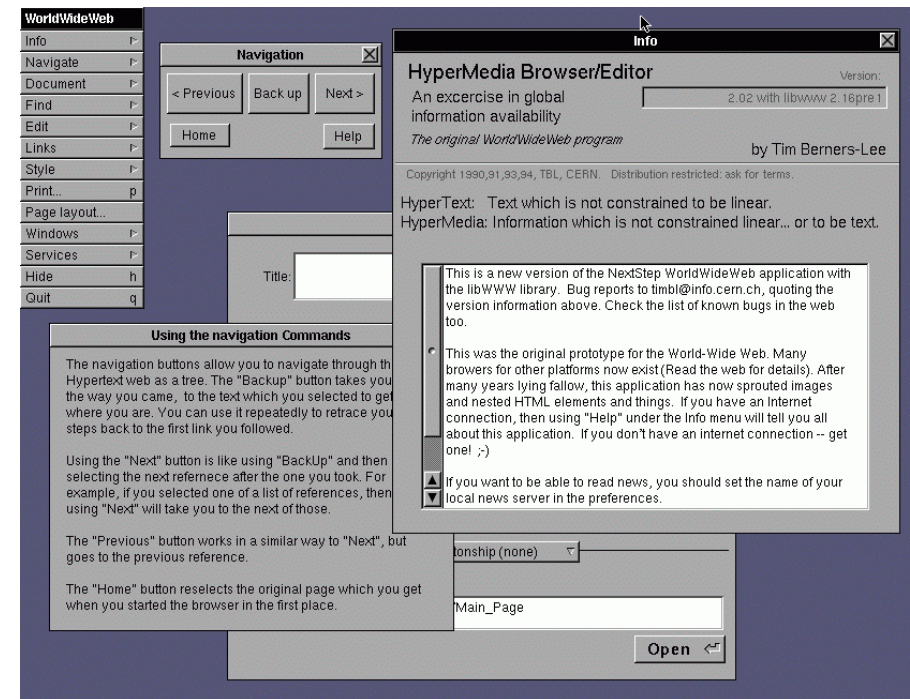 WorldWideWeb
Info
Navigate
Document
Find
Edit
Links
Style
Print... p
Page layout...
Windows
Services
Hide h
Quit q
Navigation
< Previous
Back up
Next >
Home
Help
Title:
Info
HyperMedia Browser/Editor
Version:
An excercise in global
2.02 with libwww 2.16pre1
information availability
The original WorldWideWeb program
by Tim Berners-Lee
Copyright 1990,91,93,94, TBL, CERN. Distribution restricted: ask for terms.
HyperText: Text which is not constrained to be linear.
HyperMedia: Information which is not constrained linear... or to be text.
This is a new version of the NextStep WorldWideWeb application with
the libWWW library. Bug reports to timbl@info.cern.ch, quoting the
version information above. Check the list of known bugs in the web
too.
This was the original prototype for the World-Wide Web. Many
browers for other platforms now exist (Read the web for details). After
many years lying fallow, this application has now sprouted images
and nested HTML elements and things. If you have an Internet
connection, then using "Help" under the Info menu will tell you all
about this application. If you don't have an internet connection -- get
one! ;-)
If you want to be able to read news, you should set the name of your
local news server in the preferences.
Using the navigation Commands
The navigation buttons allow you to navigate through th
Hypertext web as a tree. The "Backup" button takes you
the way you came, to the text which you selected to get
where you are. You can use it repeatedly to retrace you
steps back to the first link you followed.
Using the "Next" button is like using "BackUp" and then
selecting the next refernece after the one you took. For
example, if you selected one of a list of references, then
using "Next" will take you to the next of those.
The "Previous" button works in a similar way to "Next", but
goes to the previous reference.
The "Home" button reselects the original page which you get
when you started the browser in the first place.
tonship (none)
/Main_Page
Open